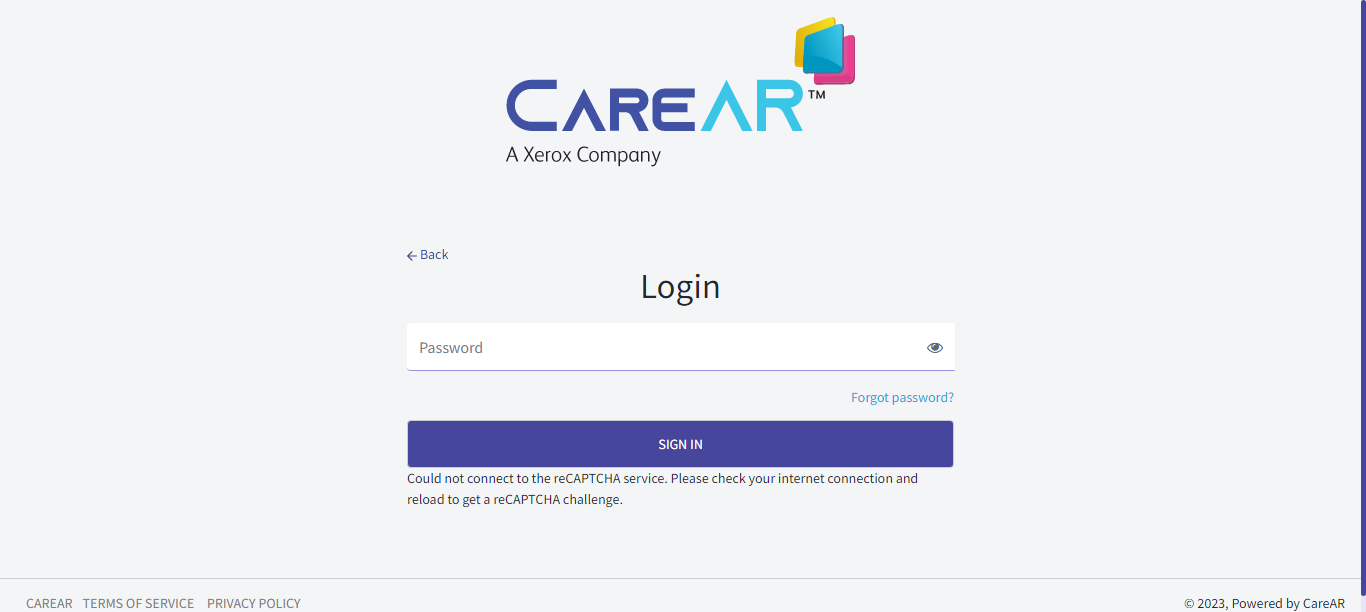 CAREAR™
A Xerox Company
Back
Login
Password
Forgot password?
SIGN IN
Could not connect to the reCAPTCHA service. Please check your internet connection and
reload to get a reCAPTCHA challenge.
CAREAR TERMS OF SERVICE PRIVACY POLICY © 2023, Powered by CareAR